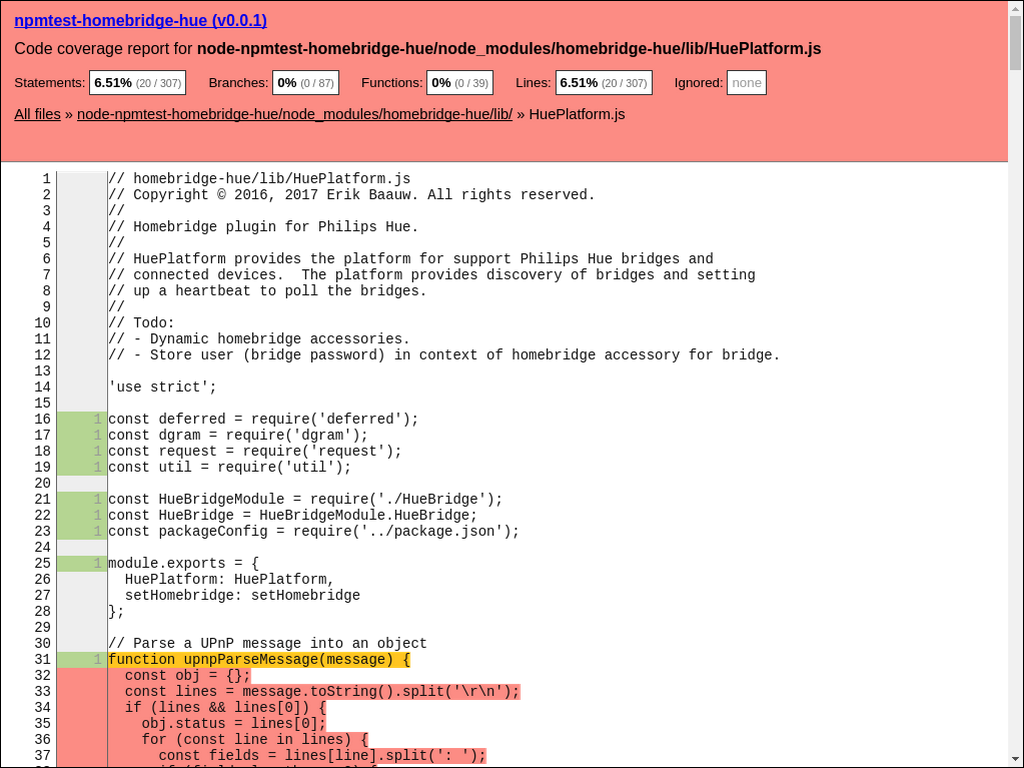 npmtest-homebridge-hue (v0.0.1)
Code coverage report for node-npmtest-homebridge-hue/node_modules/homebridge-hue/lib/HuePlatform.js
Statements: 6.51% (20 / 307) Branches: 0% (0 / 87) Functions: 0% (0 / 39) Lines: 6.51% (20 / 307) Ignored: none
All files » node-npmtest-homebridge-hue/node_modules/homebridge-hue/lib/ » HuePlatform.js
1 // homebridge-hue/lib/HuePlatform.js
2 // Copyright © 2016, 2017 Erik Baauw. All rights reserved.
3 //
4 // Homebridge plugin for Philips Hue.
5 //
6 // HuePlatform provides the platform for support Philips Hue bridges and
7 // connected devices.  The platform provides discovery of bridges and setting
8 // up a heartbeat to poll the bridges.
9 //
10 // Todo:
11 // - Dynamic homebridge accessories.
12 // - Store user (bridge password) in context of homebridge accessory for bridge.
13
14 'use strict';
15
16 1 const deferred = require('deferred');
17 1 const dgram = require('dgram');
18 1 const request = require('request');
19 1 const util = require('util');
20
21 1 const HueBridgeModule = require('./HueBridge');
22 1 const HueBridge = HueBridgeModule.HueBridge;
23 1 const packageConfig = require('../package.json');
24
25 1 module.exports = {
26   HuePlatform: HuePlatform,
27   setHomebridge: setHomebridge
28 };
29
30 // Parse a UPnP message into an object
31 1 function upnpParseMessage(message) {
32   const obj = {};
33   const lines = message.toString().split('\r\n');
34   if (lines && lines[0]) {
35     obj.status = lines[0];
36     for (const line in lines) {
37       const fields = lines[line].split(': ');